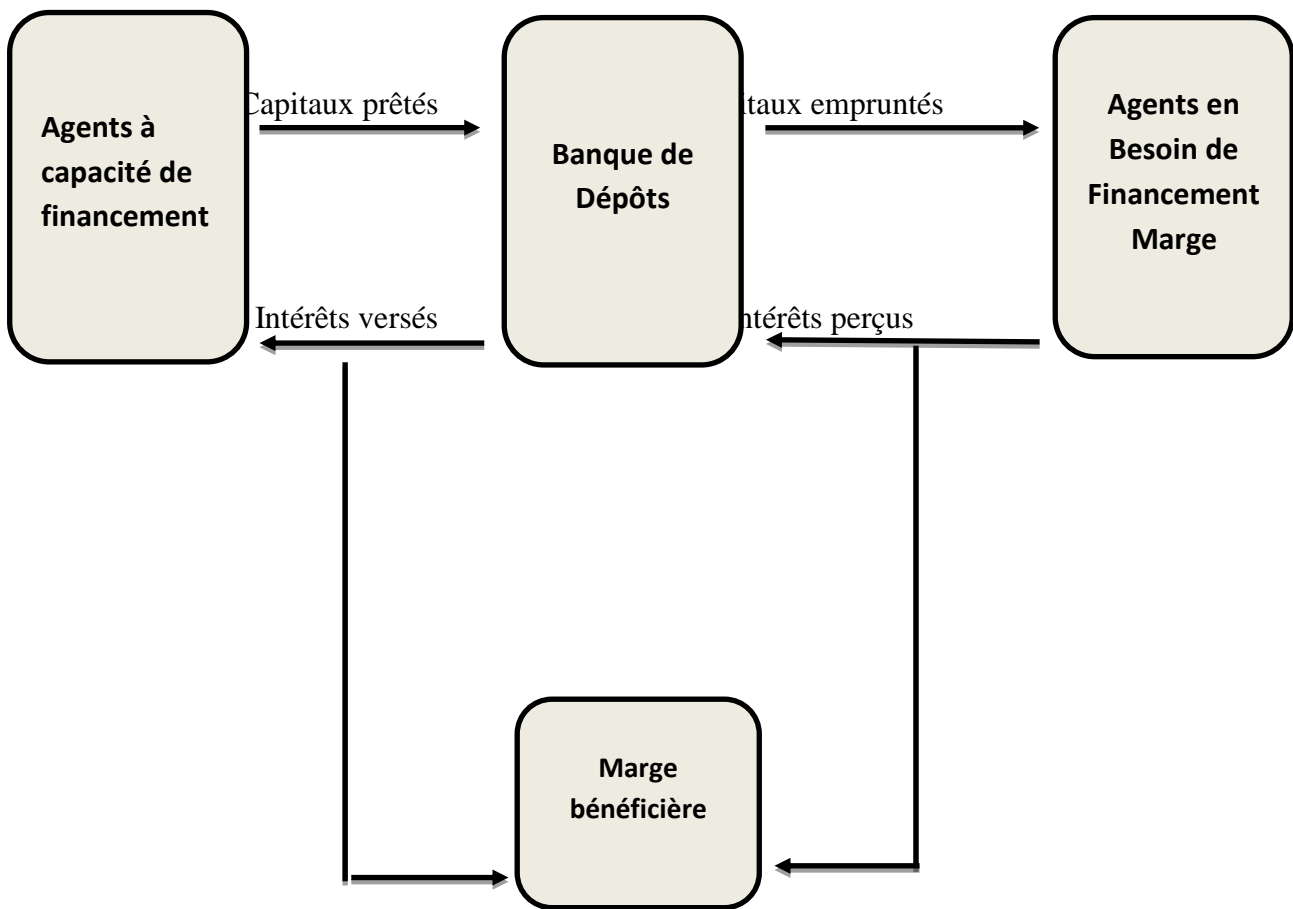 Agents à
capacité de
financement
Capitaux prêtés
Intérêts versés
Banque de
Dépôts
itaux empruntés
ntérêts perçus
Agents en
Besoin de
Financement
Marge
Marge
bénéficière